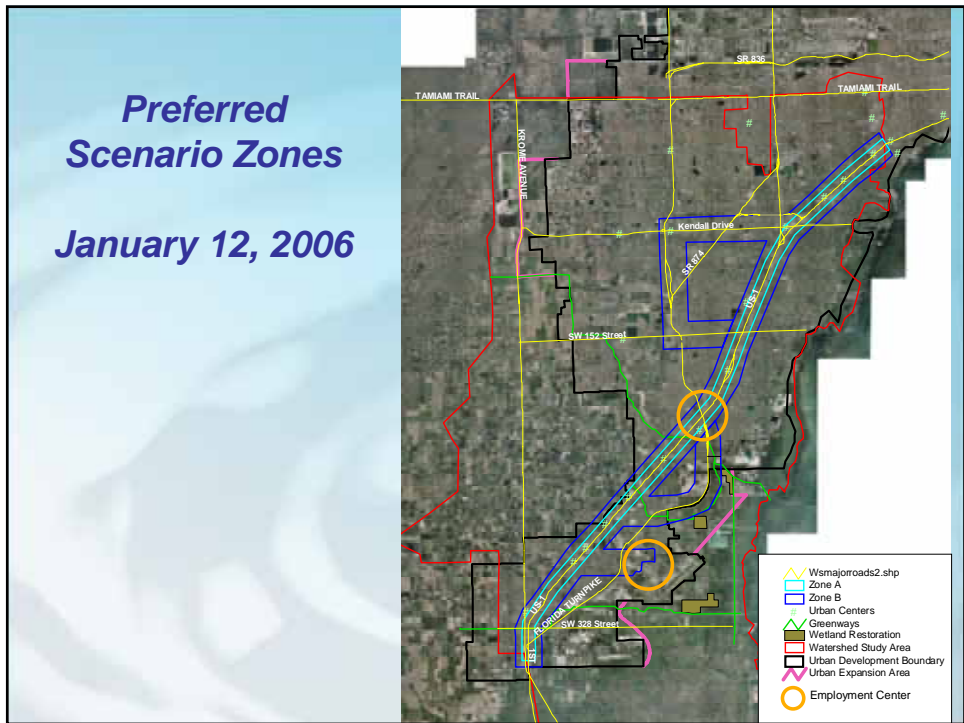 Preferred
Scenario Zones
January 12, 2006
SR 836
TAMIAMI TRAIL
TAMIAMI TRAIL
KROME AVENUE
Kendall Drive
SR 874
US-1
SW 152 Street
US-1
FLORIDA TURNPIKE
SW 328 Street
1ST
Wsmajorroads2.shp
Zone A
Zone B
# Urban Centers
Greenways
Wetland Restoration
Watershed Study Area
Urban Development Boundary
Urban Expansion Area
Employment Center